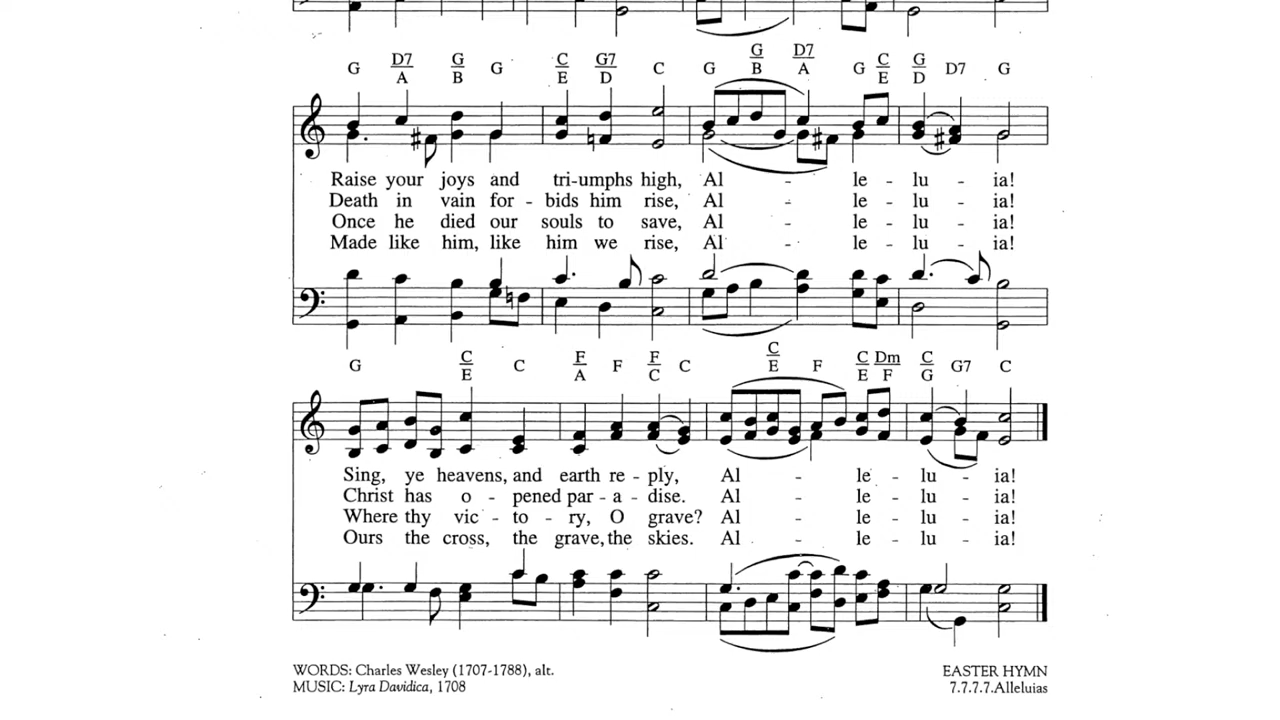 G D7/A G/B G C/E G7/D C G G/B D7/A G C/E G/D D7 G
Raise your joys and tri-umphs high, Al - le - lu - ia!
Death in vain for - bids him rise, Al - le - lu - ia!
Once he died our souls to save, Al - le - lu - ia!
Made like him, like him we rise, Al - le - lu - ia!
G C/E C F/A F F/C C C/E F C/E Dm/F C/G G7 C
Sing, ye heavens, and earth re - ply, Al - le - lu - ia!
Christ has o - pened par - a - dise. Al - le - lu - ia!
Where thy vic - to - ry, O grave? Al - le - lu - ia!
Ours the cross, the grave, the skies. Al - le - lu - ia!
WORDS: Charles Wesley (1707-1788), alt. EASTER HYMN
MUSIC: Lyra Davidica, 1708 7.7.7.7.Alleluias